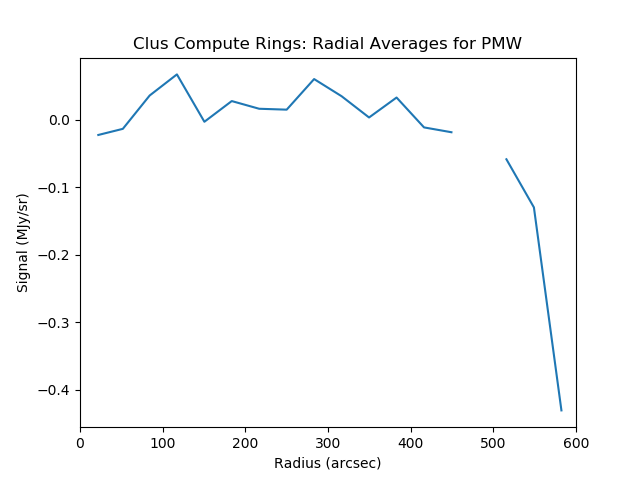 Clus Compute Rings: Radial Averages for PMW
Signal (MJy/sr)
0.0
−0.1
−0.2
−0.3
−0.4
0 100 200 300 400 500 600
Radius (arcsec)